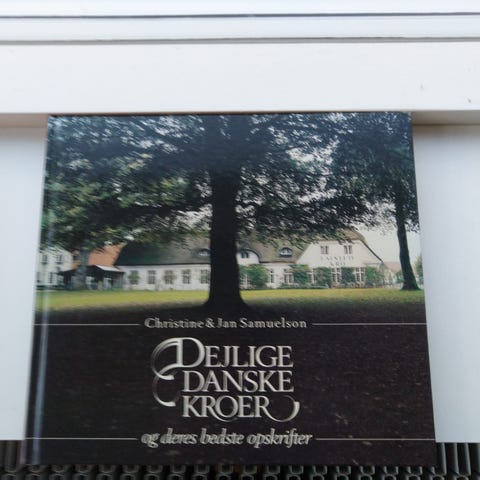 Christine & Jan Samuelson
DEJLIGE
DANSKE
KROER
og deres bedste opskrifter